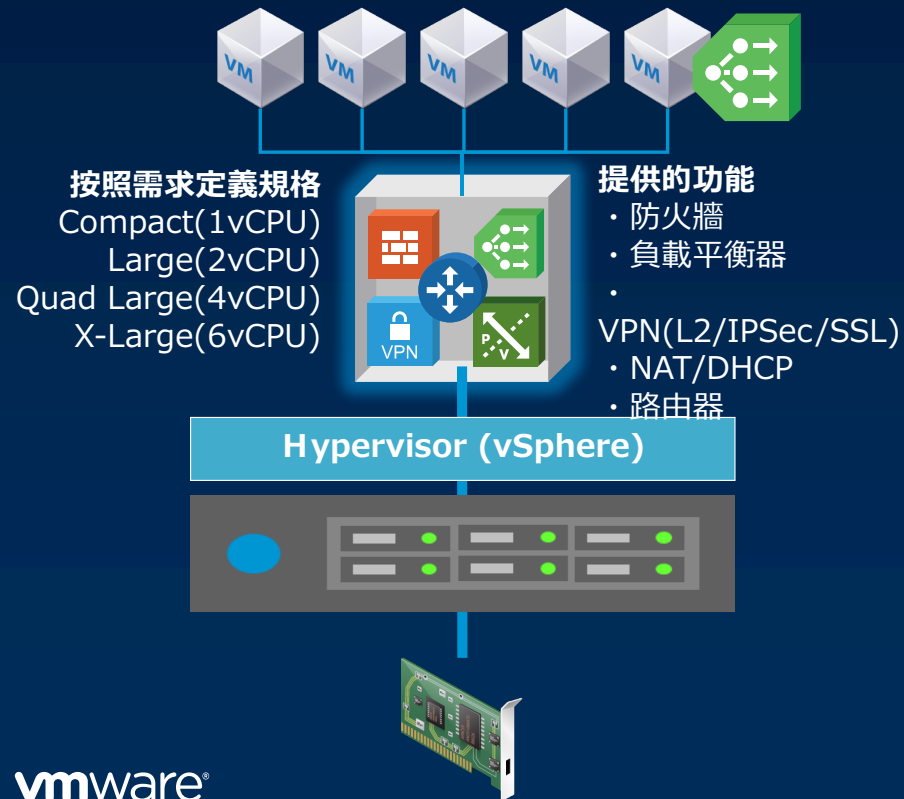 VM
VM
VM
VM
VM
按照需求定義規格
Compact(1vCPU)
Large(2vCPU)
Quad Large(4vCPU)
X-Large(6vCPU)
VPN
P
V
提供的功能
・防火牆
・負載平衡器
・
VPN(L2/IPSec/SSL)
・NAT/DHCP
・路由器
Hypervisor (vSphere)
vmware®